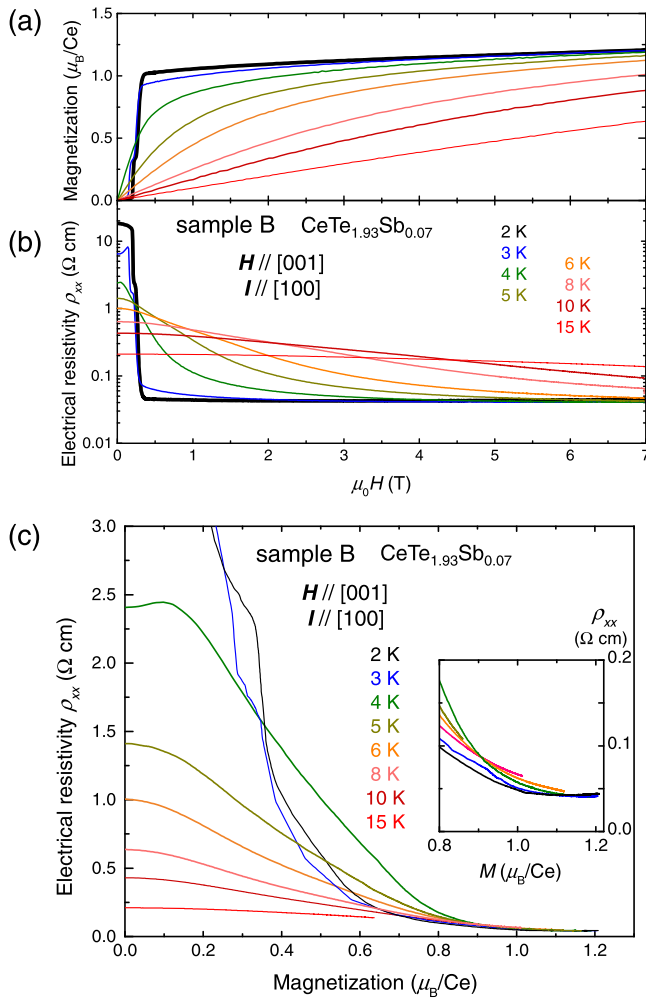 (a)
Magnetization (μB/Ce)
1.5
1.0
0.5
0.0
(b)
sample B CeTe1.93Sb0.07
H // [001]
I // [100]
2 K
3 K
4 K
5 K
6 K
8 K
10 K
15 K
Electrical resistivity ρxx (Ω cm)
10
1
0.1
0.01
0 1 2 3 4 5 6 7
μ0H (T)
(c)
sample B CeTe1.93Sb0.07
H // [001]
I // [100]
2 K
3 K
4 K
5 K
6 K
8 K
10 K
15 K
Electrical resistivity ρxx (Ω cm)
3.0
2.5
2.0
1.5
1.0
0.5
0.0
0.0 0.2 0.4 0.6 0.8 1.0 1.2
Magnetization (μB/Ce)
ρxx
(Ω cm)
0.2
0.1
0.0
0.8 1.0 1.2
M (μB/Ce)